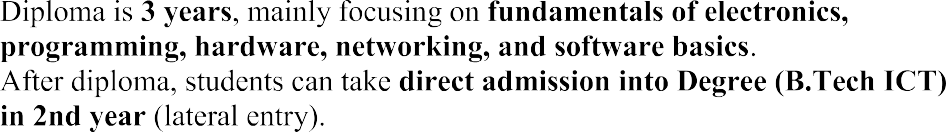 Diploma is 3 years, mainly focusing on fundamentals of electronics,
programming, hardware, networking, and software basics.
After diploma, students can take direct admission into Degree (B.Tech ICT)
in 2nd year (lateral entry).